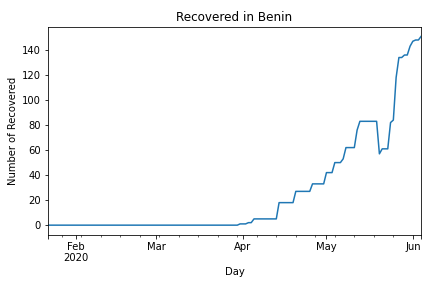 Recovered in Benin
Number of Recovered
140
120
100
80
60
40
20
0
Feb
2020
Mar
Apr
May
Jun
Day